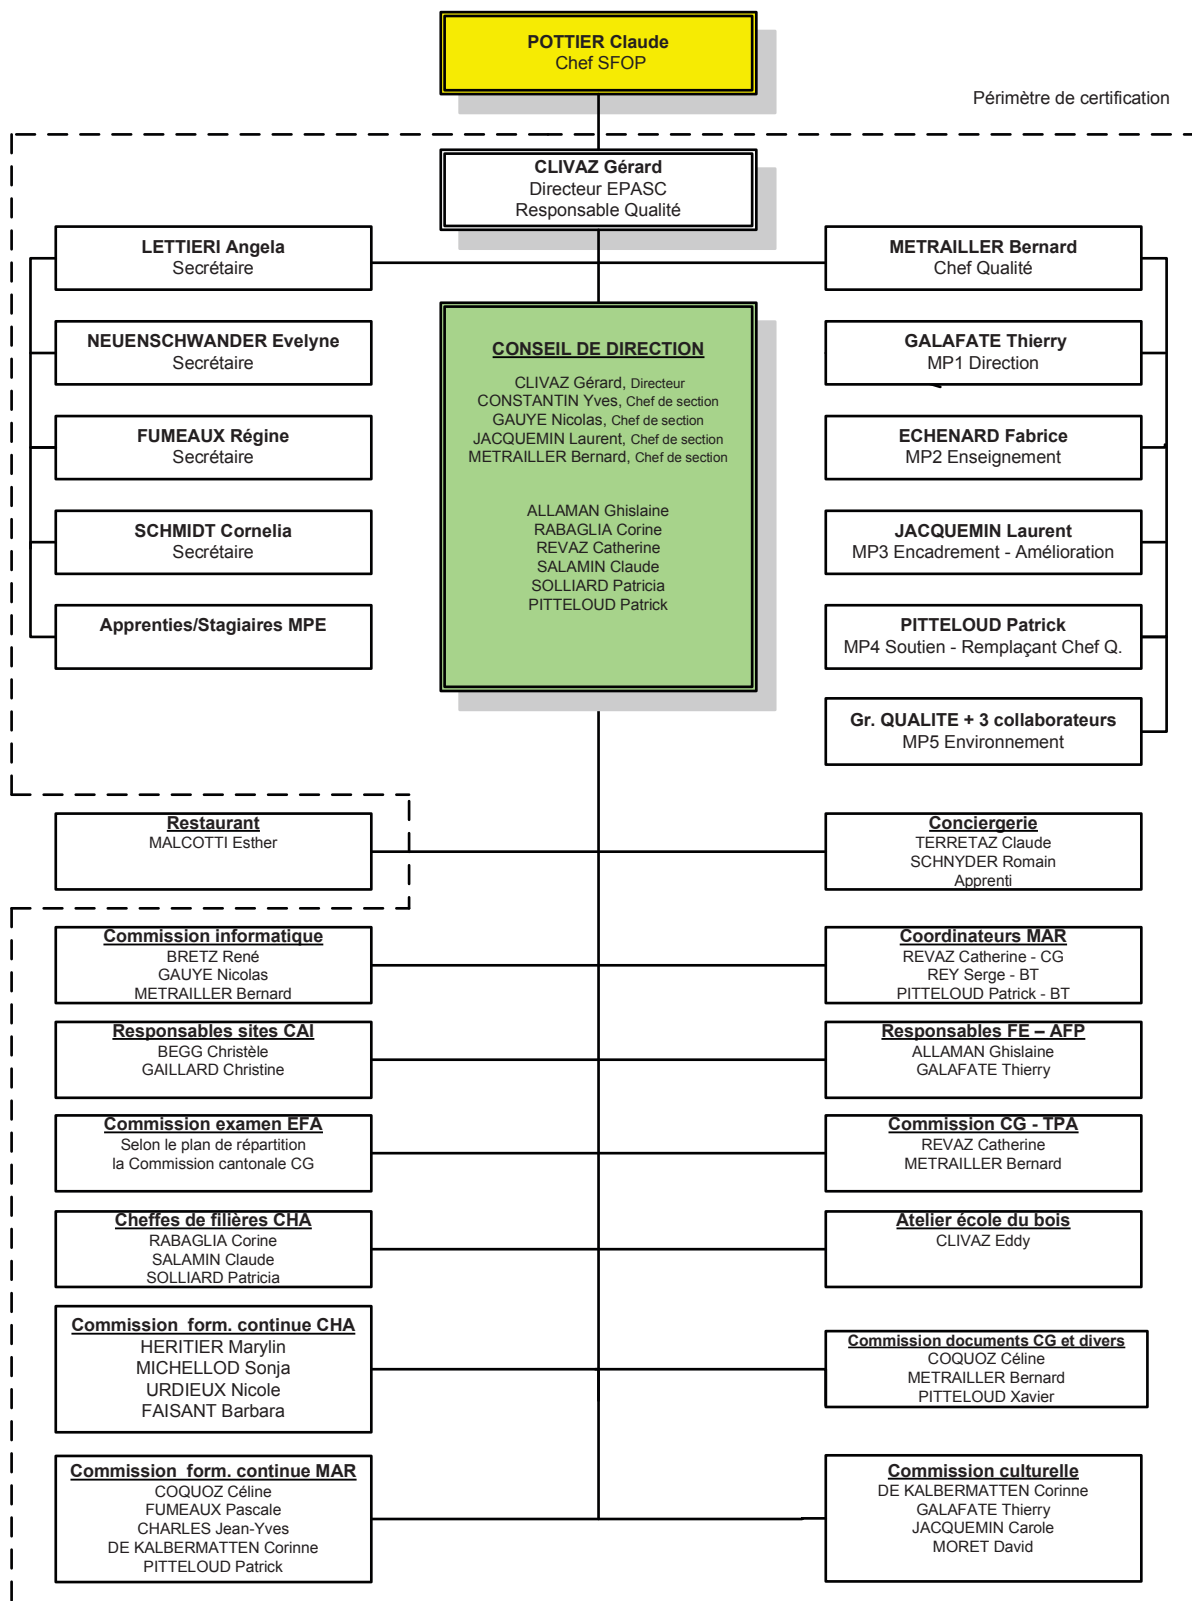 POTTIER Claude
Chef SFOP
Périmètre de certification
CLIVAZ Gérard
Directeur EPASC
Responsable Qualité
LETTIERI Angela
Secrétaire
METRAILLER Bernard
Chef Qualité
NEUENSCHWANDER Evelyne
Secrétaire
GALAFATE Thierry
MP1 Direction
FUMEAUX Régine
Secrétaire
ECHENARD Fabrice
MP2 Enseignement
SCHMIDT Cornelia
Secrétaire
JACQUEMIN Laurent
MP3 Encadrement - Amélioration
Apprenties/Stagiaires MPE
PITTELOUD Patrick
MP4 Soutien - Remplaçant Chef Q.
Gr. QUALITE + 3 collaborateurs
MP5 Environnement
CONSEIL DE DIRECTION
CLIVAZ Gérard, Directeur
CONSTANTIN Yves, Chef de section
GAUYE Nicolas, Chef de section
JACQUEMIN Laurent, Chef de section
METRAILLER Bernard, Chef de section
ALLAMAN Ghislaine
RABAGLIA Corine
REVAZ Catherine
SALAMIN Claude
SOLLIARD Patricia
PITTELOUD Patrick
Restaurant
MALCOTTI Esther
Conciergerie
TERRETAZ Claude
SCHNYDER Romain
Apprenti
Commission informatique
BRETZ René
GAUYE Nicolas
METRAILLER Bernard
Coordinateurs MAR
REVAZ Catherine - CG
REY Serge - BT
PITTELOUD Patrick - BT
Responsables sites CAI
BEGG Christèle
GAILLARD Christine
Responsables FE – AFP
ALLAMAN Ghislaine
GALAFATE Thierry
Commission examen EFA
Selon le plan de répartition
la Commission cantonale CG
Commission CG - TPA
REVAZ Catherine
METRAILLER Bernard
Cheffes de filières CHA
RABAGLIA Corine
SALAMIN Claude
SOLLIARD Patricia
Atelier école du bois
CLIVAZ Eddy
Commission form. continue CHA
HERITIER Marylin
MICHELLOD Sonja
URDIEUX Nicole
FAISANT Barbara
Commission documents CG et divers
COQUOZ Céline
METRAILLER Bernard
PITTELOUD Xavier
Commission form. continue MAR
COQUOZ Céline
FUMEAUX Pascale
CHARLES Jean-Yves
DE KALBERMATTEN Corinne
PITTELOUD Patrick
Commission culturelle
DE KALBERMATTEN Corinne
GALAFATE Thierry
JACQUEMIN Carole
MORET David